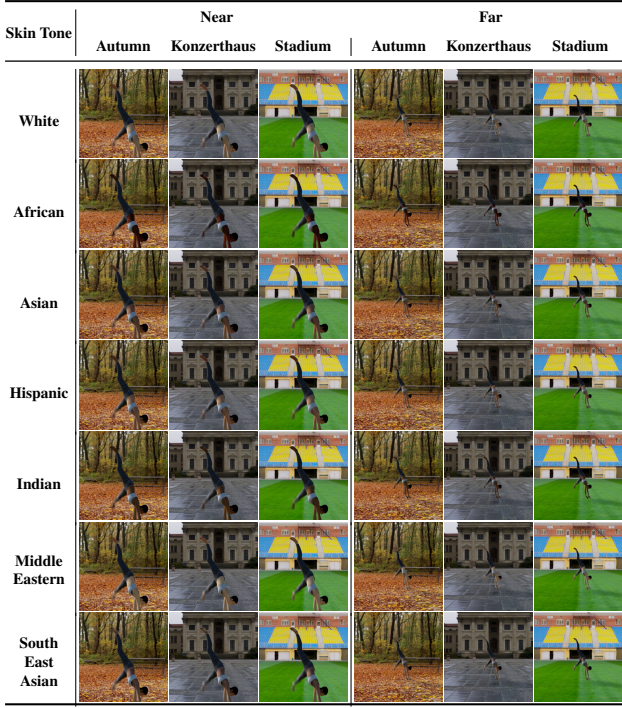 Skin Tone
Near
Far
Autumn Konzerthaus Stadium Autumn Konzerthaus Stadium
White
African
Asian
Hispanic
Indian
Middle
Eastern
South
East
Asian